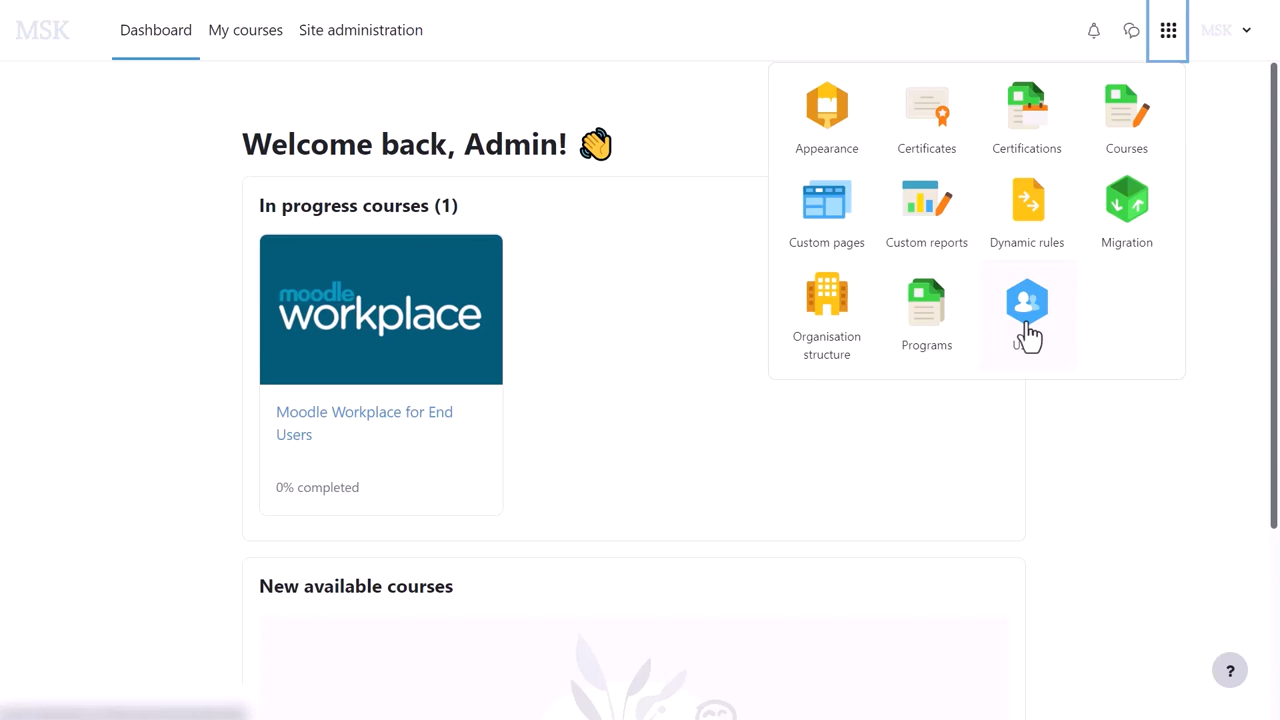 MSK
Dashboard
My courses
Site administration
MSK
Appearance
Certificates
Certifications
Courses
Custom pages
Custom reports
Dynamic rules
Migration
Organisation
structure
Programs
Welcome back, Admin!
In progress courses (1)
moodle
workplace
Moodle Workplace for End
Users
0% completed
New available courses
?